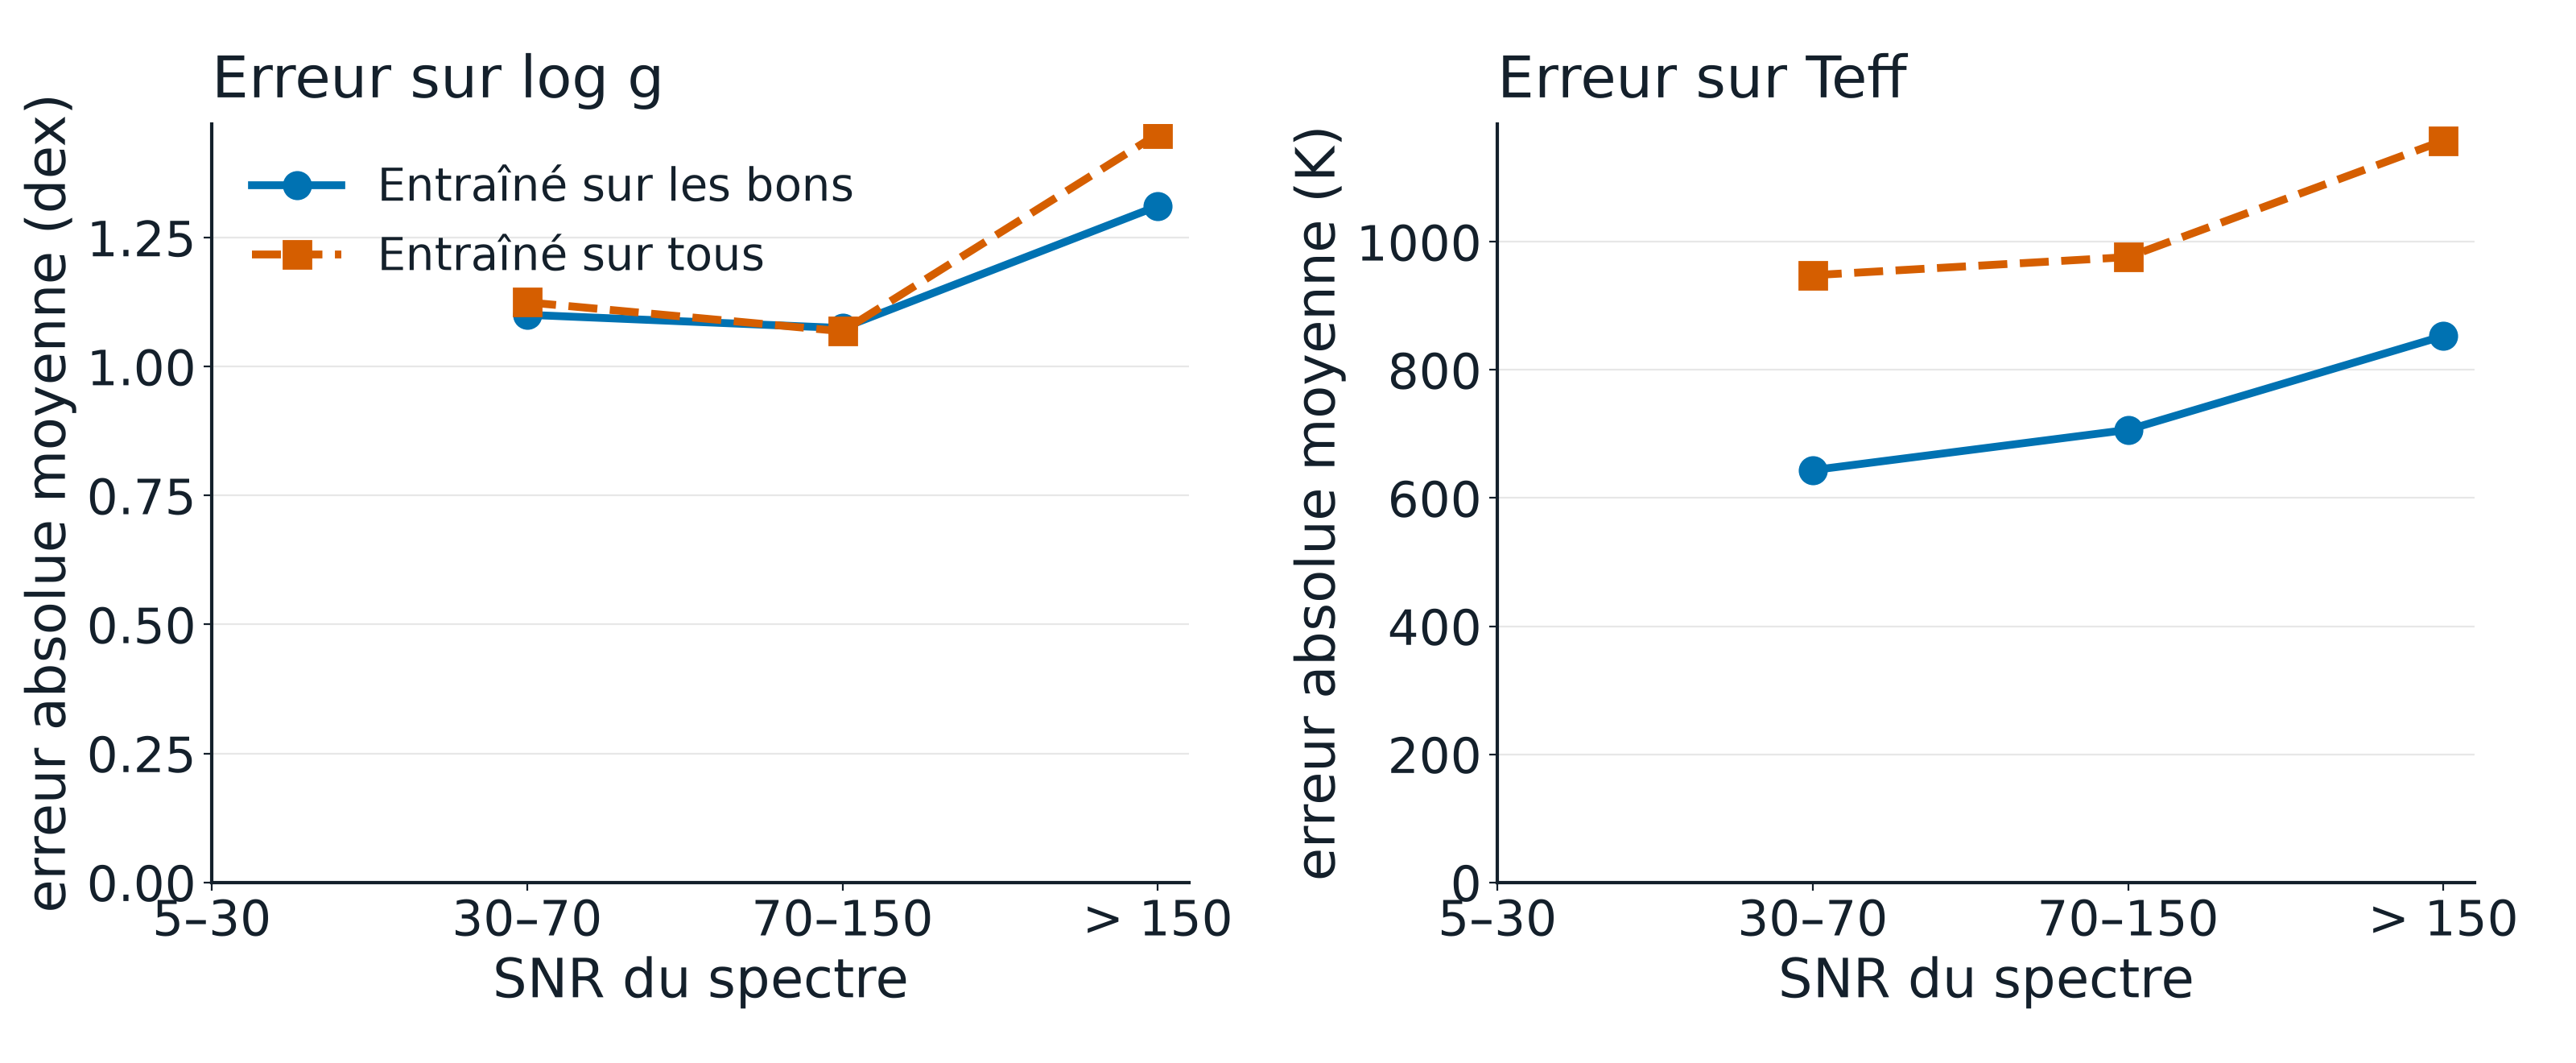 Erreur sur log g
erreur absolue moyenne (dex)
1.25
1.00
0.75
0.50
0.25
0.00
Entraîné sur les bons
Entraîné sur tous
5–30 30–70 70–150 > 150
SNR du spectre
Erreur sur Teff
erreur absolue moyenne (K)
1000
800
600
400
200
0
5–30 30–70 70–150 > 150
SNR du spectre